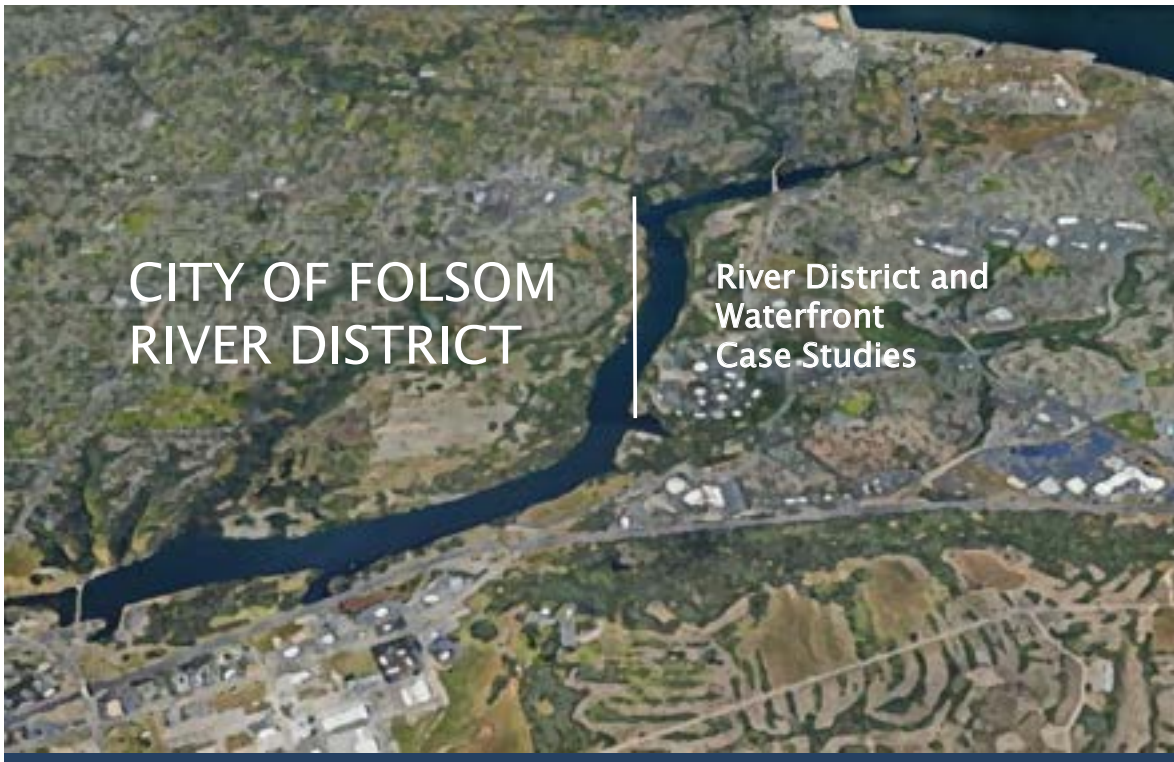 CITY OF FOLSOM
RIVER DISTRICT
River District and
Waterfront
Case Studies